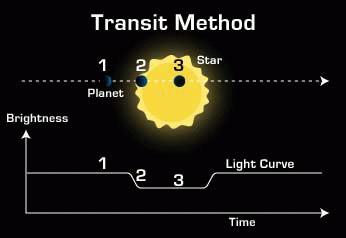 Transit Method
1 2 3 Star
Planet
Brightness
1 2 3 Light Curve
Time